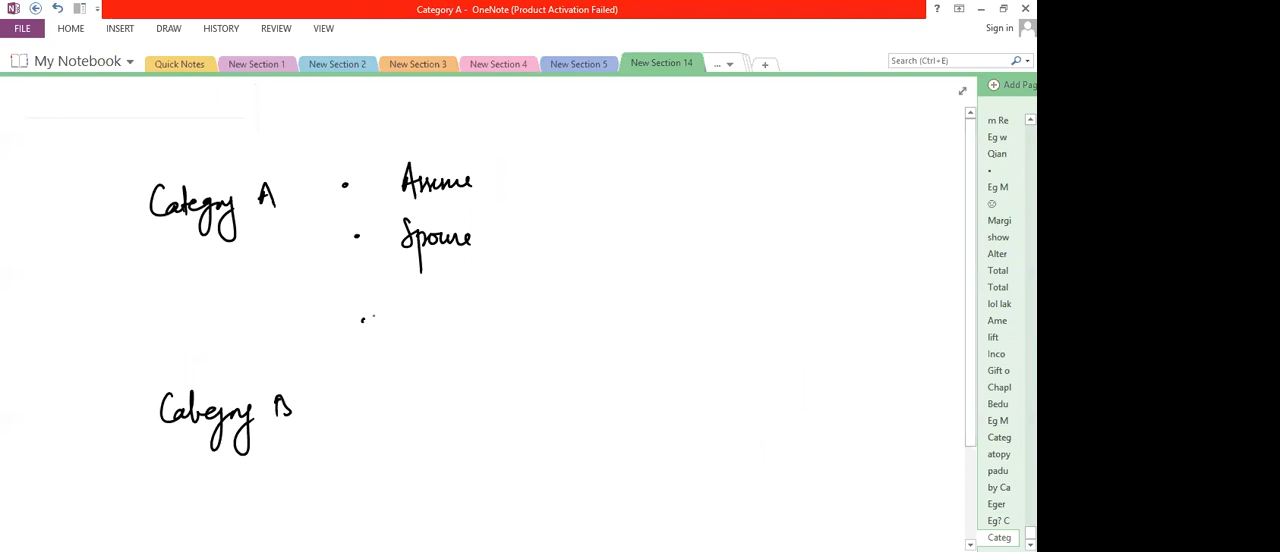 Category A - OneNote (Product Activation Failed)
?
FILE HOME INSERT DRAW HISTORY REVIEW VIEW Sign in
My Notebook Quick Notes New Section 1 New Section 2 New Section 3 New Section 4 New Section 5 New Section 14 ... + Search (Ctrl+E)
Add Pag
m Re
Eg w
Qian
•
Eg M
☹
Margi
show
Alter
Total
Total
lol lak
Ame
lift
Inco
Gift o
Chapl
Bedu
Eg M
Categ
atopy
padu
by Ca
Eger
Eg? C
Categ
Category A • Assume
• Spouse
•
Category B